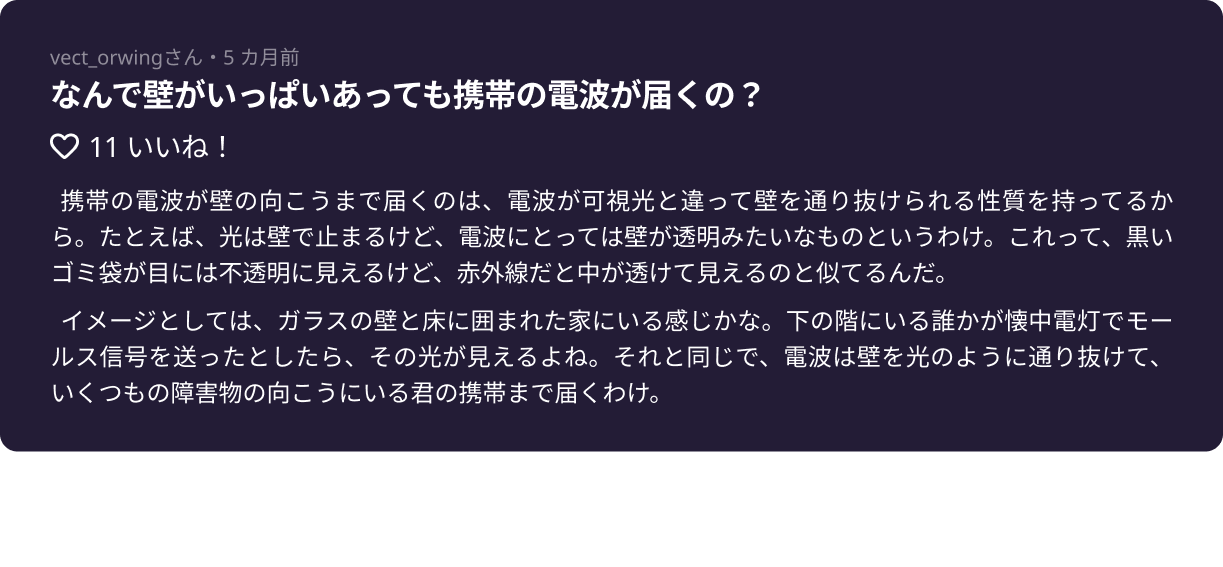 vect_orwingさん・5 カ月前
なんで壁がいっぱいあっても携帯の電波が届くの？
11 いいね！
携帯の電波が壁の向こうまで届くのは、電波が可視光と違って壁を通り抜けられる性質を持ってるか
ら。たとえば、光は壁で止まるけど、電波にとっては壁が透明みたいなものというわけ。これって、黒い
ゴミ袋が目には不透明に見えるけど、赤外線だと中が透けて見えるのと似てるんだ。
イメージとしては、ガラスの壁と床に囲まれた家にいる感じかな。下の階にいる誰かが懐中電灯でモー
ルス信号を送ったとしたら、その光が見えるよね。それと同じで、電波は壁を光のように通り抜けて、
いくつもの障害物の向こうにいる君の携帯まで届くわけ。